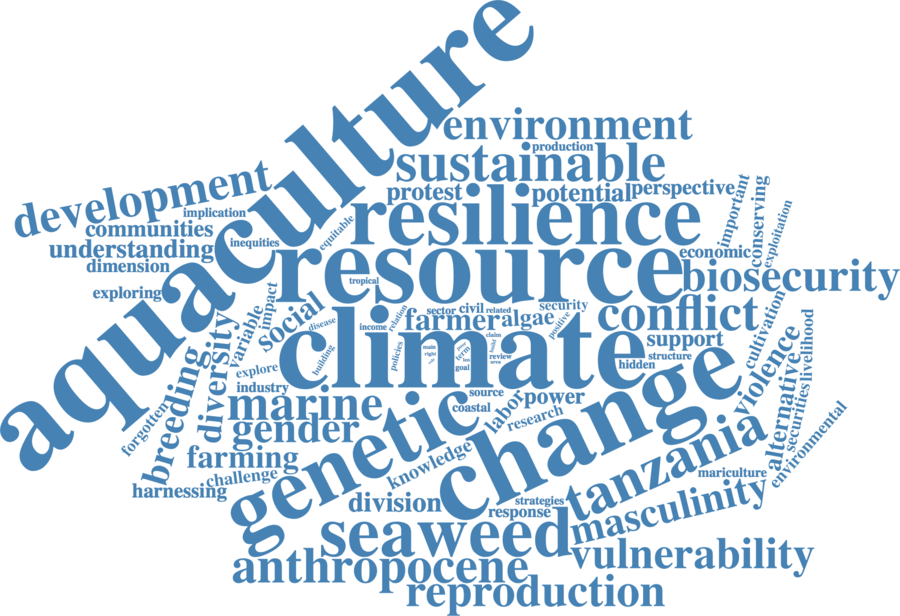 aquaculture
environment
production
sustainable
development
protest
potential
perspective
implication
communities
resilience
important
conserving
exploitation
understanding
inequities
equitable
dimension
resource
economic
biosecurity
tropical
exploring
impact
social
variable
disease
sector
civil
related
security
conflict
farmer
algae
positive
relation
income
climate
claim
support
cultivation
livelihood
policies
building
main
right
term
goal
review
area
structure
hidden
explore
industry
diversity
breeding
forgotten
marine
gender
source
coastal
labor
power
research
change
violence
alternative
securities
environmental
farming
challenge
harnessing
genetic
knowledge
tanzania
mariculture
division
strategies
response
masculinity
seaweed
vulnerability
anthropocene
reproduction